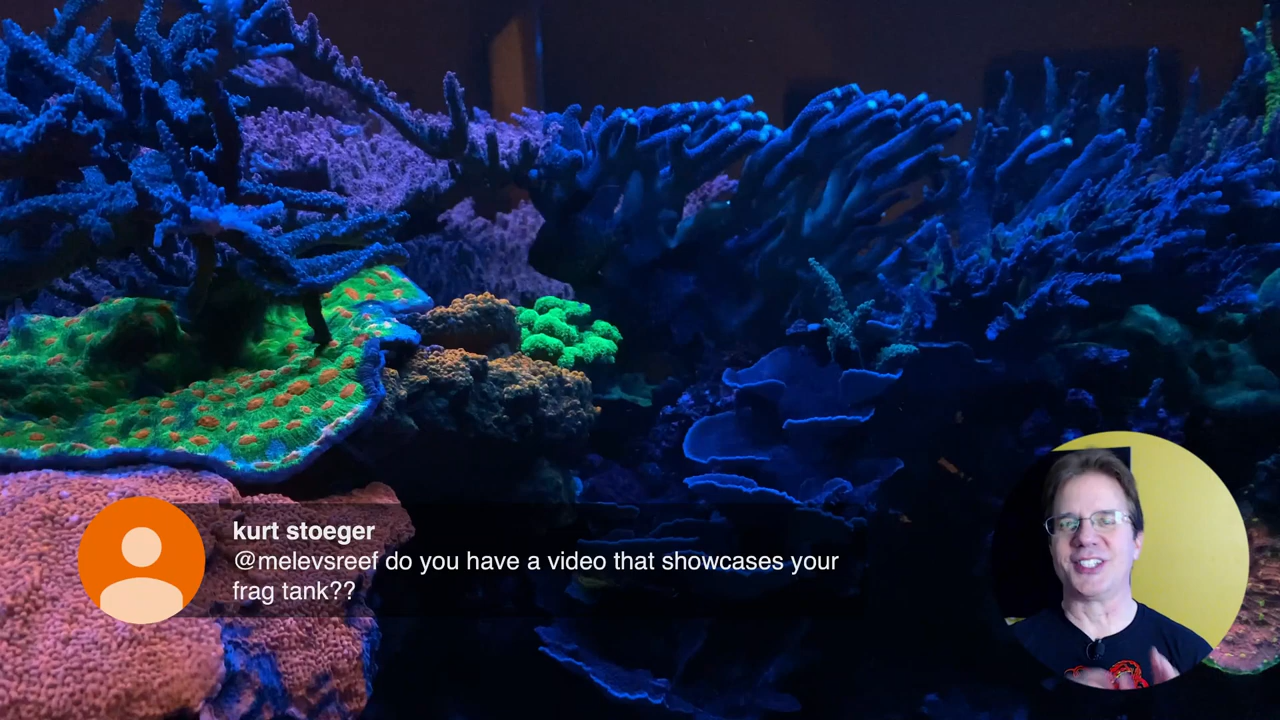 kurt stoeger
@melevsreef do you have a video that showcases your
frag tank??